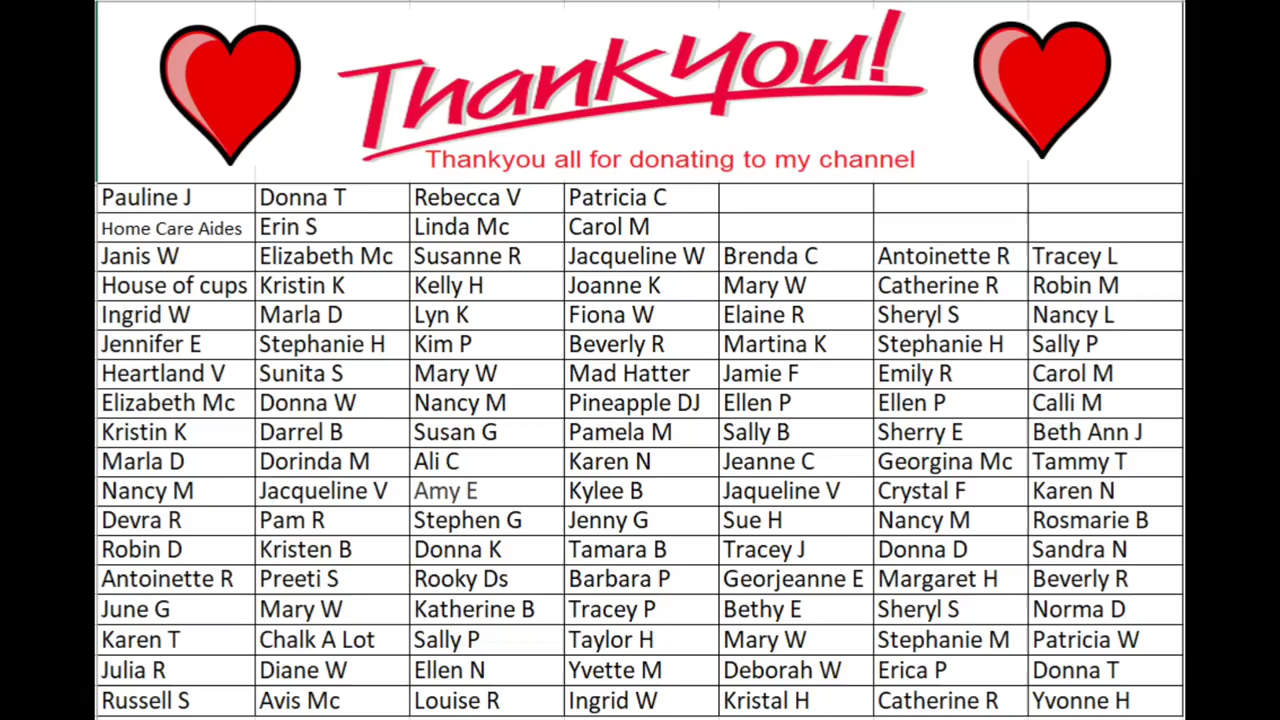 Thank you!
Thankyou all for donating to my channel
Pauline J Donna T Rebecca V Patricia C
Home Care Aides Erin S Linda Mc Carol M
Janis W Elizabeth Mc Susanne R Jacqueline W Brenda C Antoinette R Tracey L
House of cups Kristin K Kelly H Joanne K Mary W Catherine R Robin M
Ingrid W Marla D Lyn K Fiona W Elaine R Sheryl S Nancy L
Jennifer E Stephanie H Kim P Beverly R Martina K Stephanie H Sally P
Heartland V Sunita S Mary W Mad Hatter Jamie F Emily R Carol M
Elizabeth Mc Donna W Nancy M Pineapple DJ Ellen P Ellen P Calli M
Kristin K Darrel B Susan G Pamela M Sally B Sherry E Beth Ann J
Marla D Dorinda M Ali C Karen N Jeanne C Georgina Mc Tammy T
Nancy M Jacqueline V Amy E Kylee B Jaqueline V Crystal F Karen N
Devra R Pam R Stephen G Jenny G Sue H Nancy M Rosmarie B
Robin D Kristen B Donna K Tamara B Tracey J Donna D Sandra N
Antoinette R Preeti S Rooky Ds Barbara P Georjeanne E Margaret H Beverly R
June G Mary W Katherine B Tracey P Bethy E Sheryl S Norma D
Karen T Chalk A Lot Sally P Taylor H Mary W Stephanie M Patricia W
Julia R Diane W Ellen N Yvette M Deborah W Erica P Donna T
Russell S Avis Mc Louise R Ingrid W Kristal H Catherine R Yvonne H